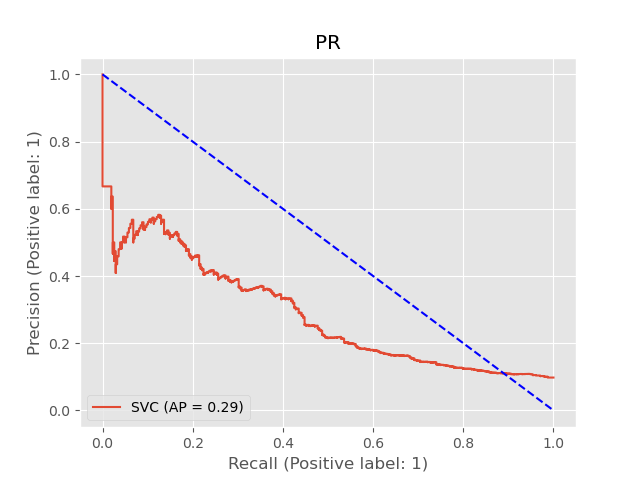 PR
Precision (Positive label: 1)
1.0
0.8
0.6
0.4
0.2
0.0
SVC (AP = 0.29)
0.0 0.2 0.4 0.6 0.8 1.0
Recall (Positive label: 1)